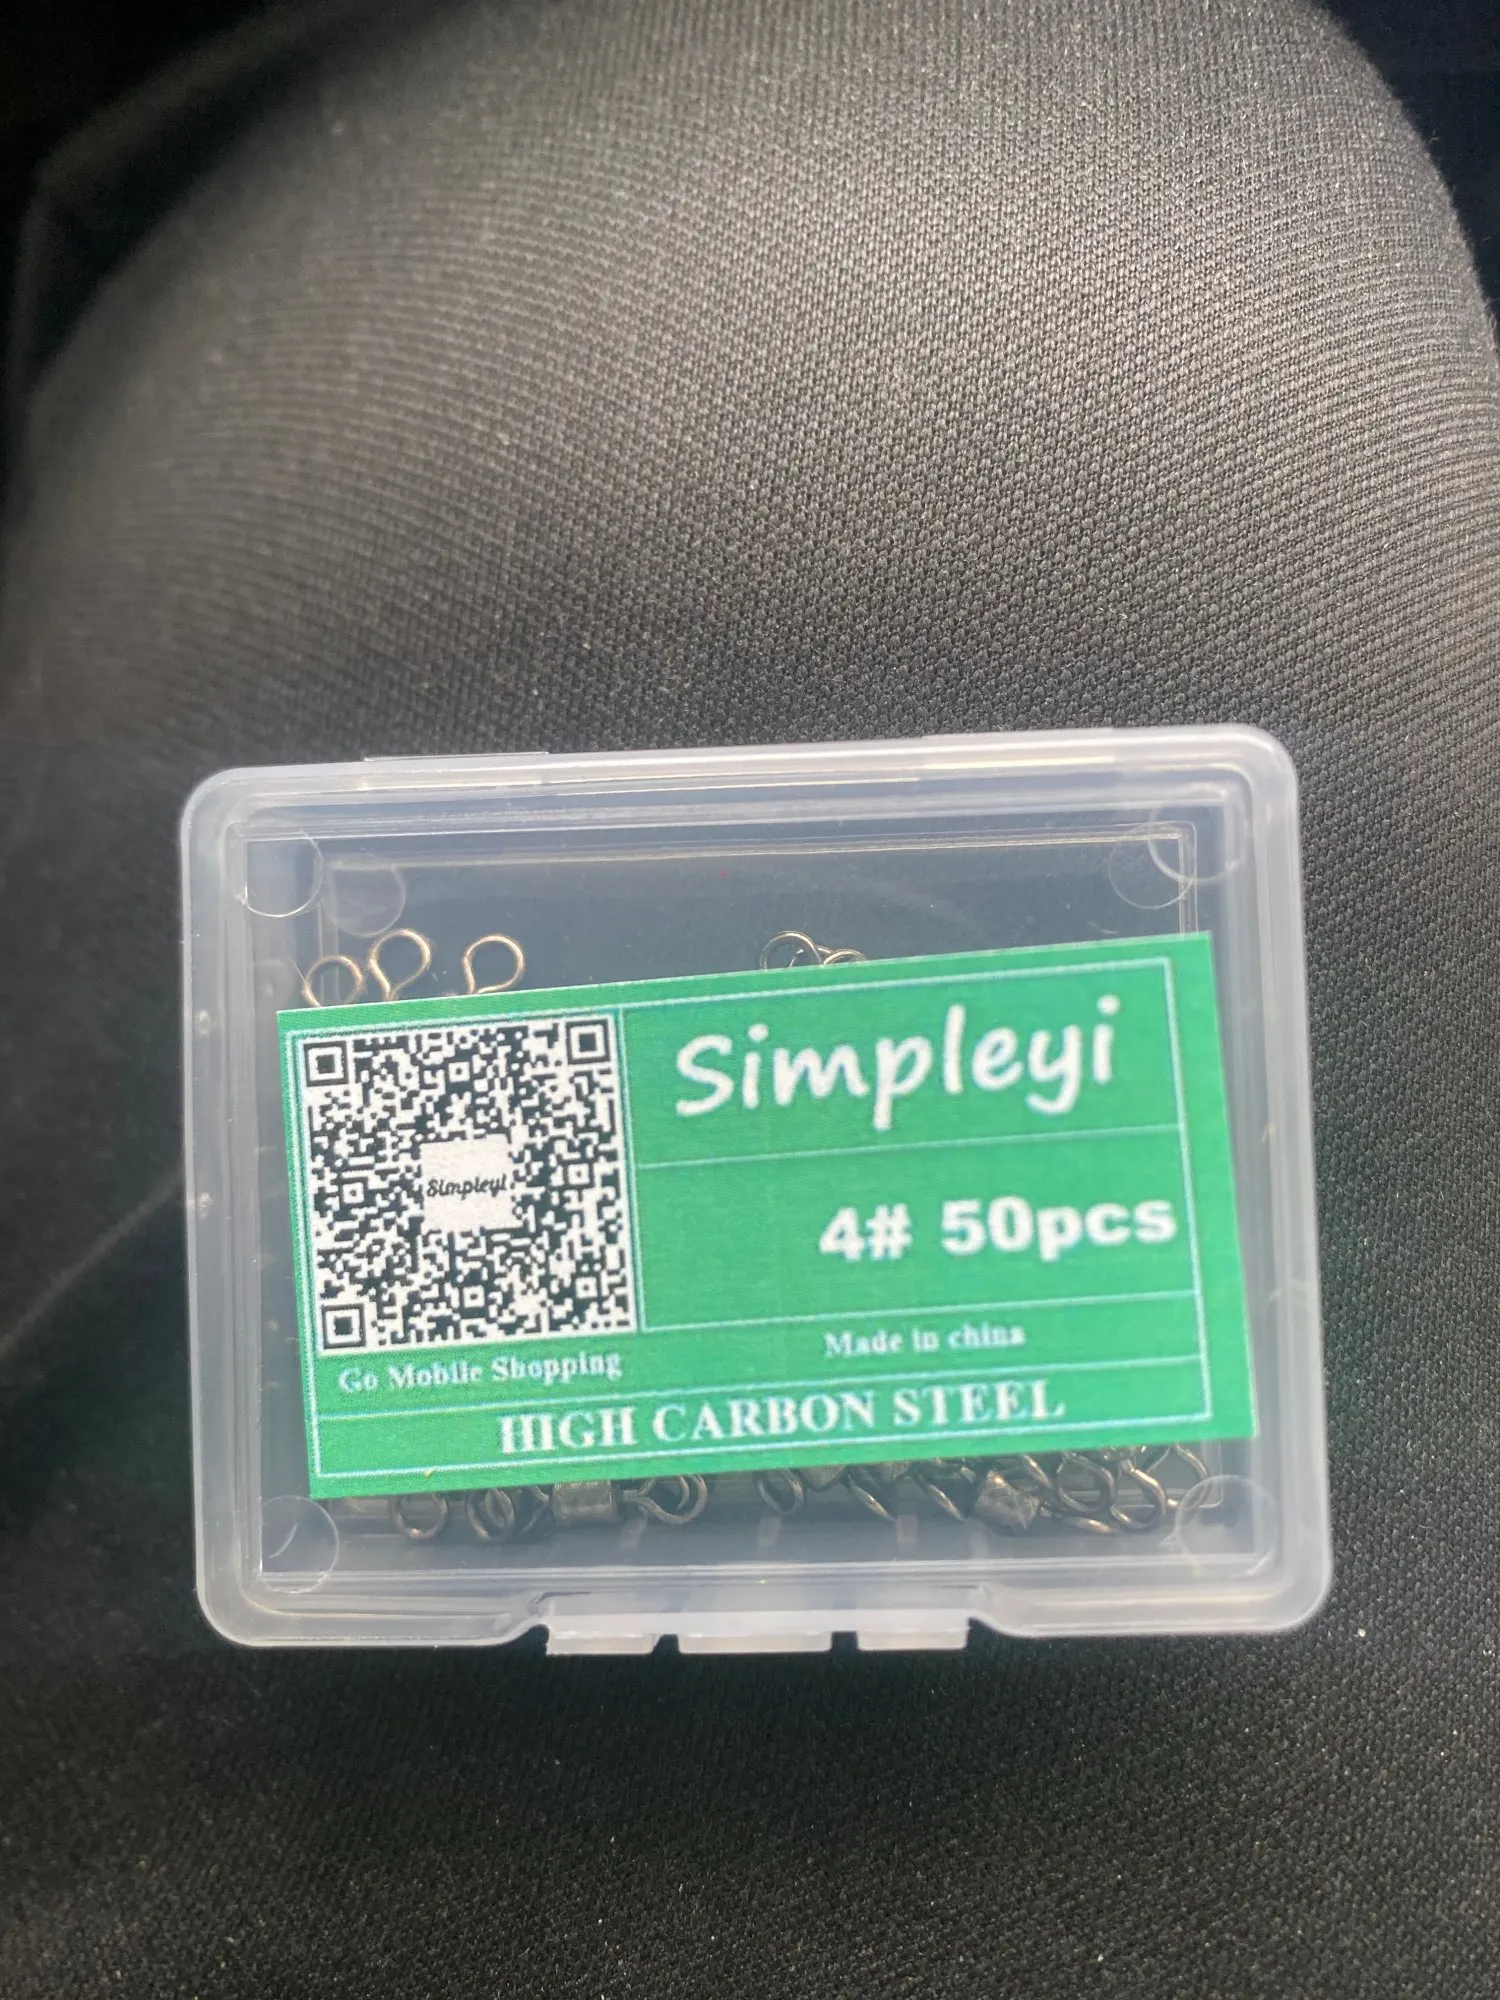 Simpleyi
Simpleyi
4# 50pcs
Go Mobile Shopping
Made in china
HIGH CARBON STEEL